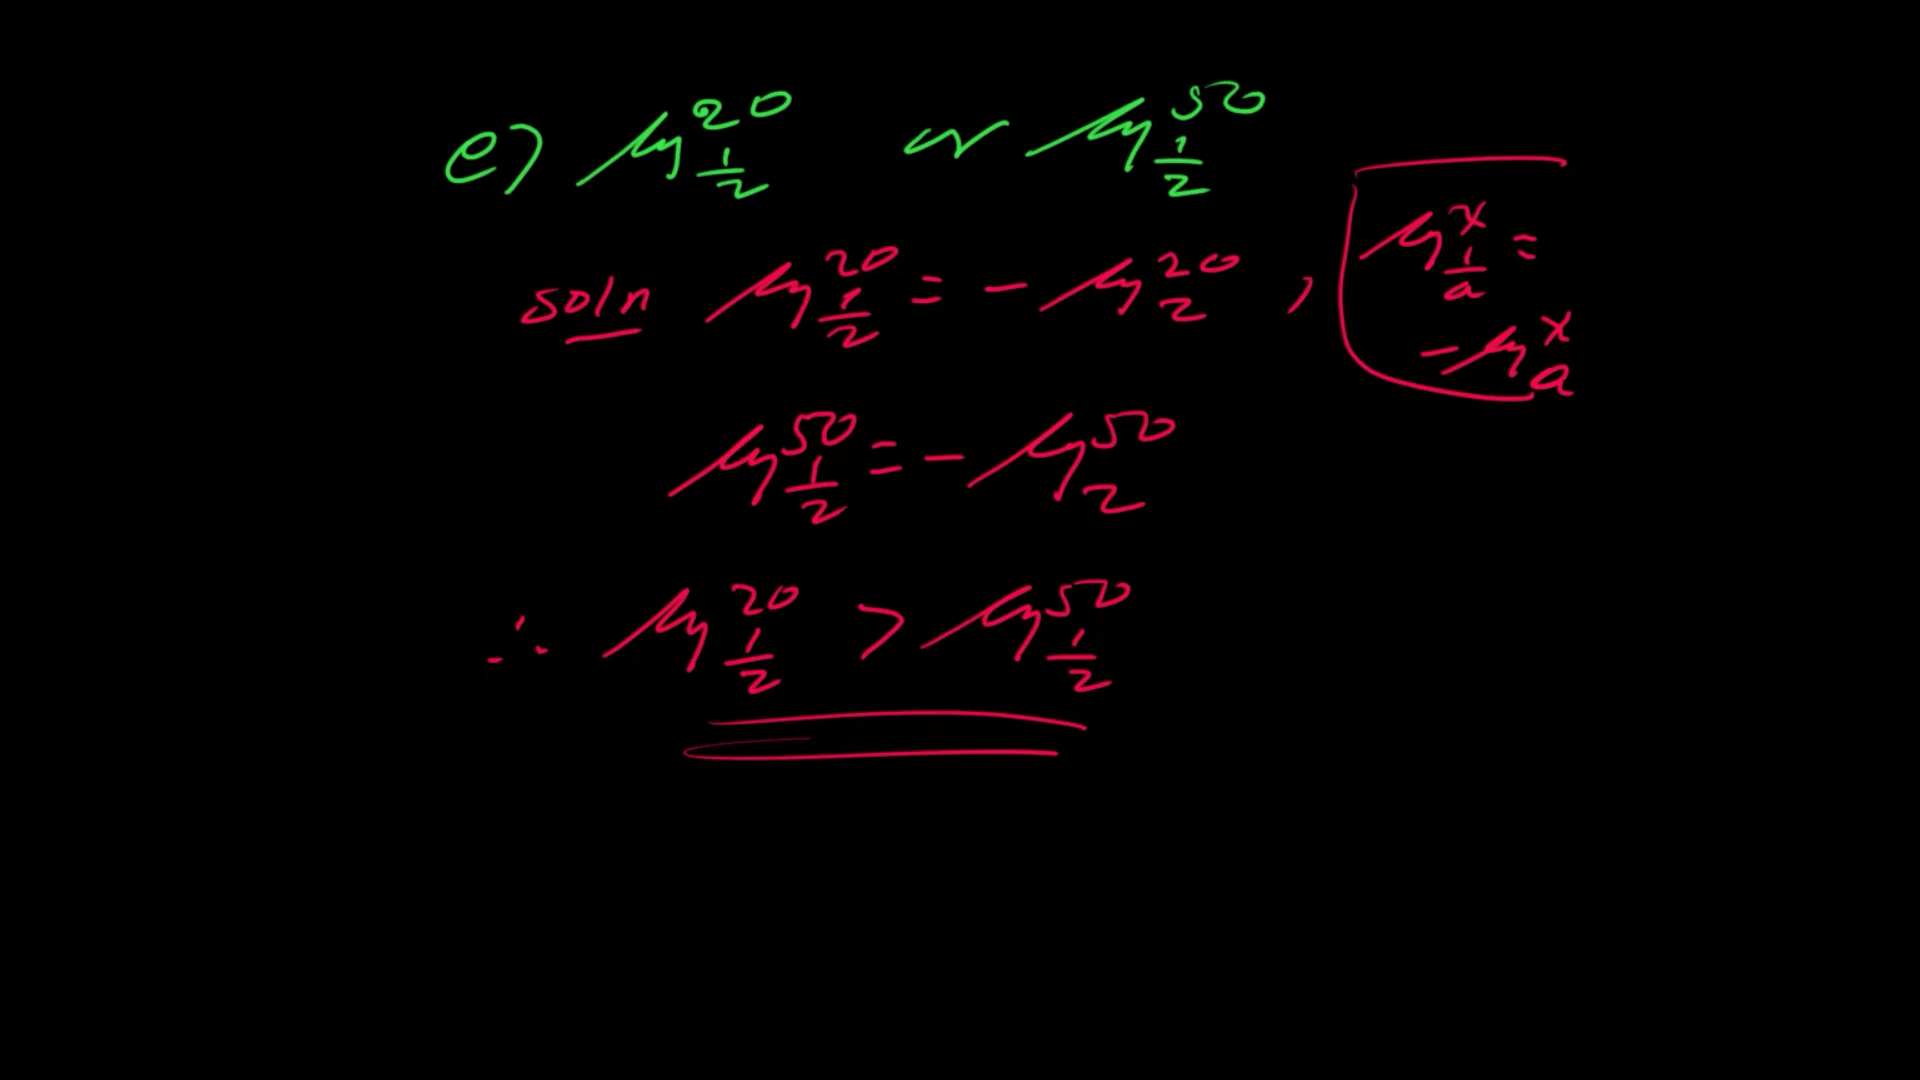 e) log_{1/2}^{20} or log_{1/2}^{50}
soln log_{1/2}^{20} = - log_2^{20} ,
log_{1/a}^x =
- log_a^x
log_{1/2}^{50} = - log_2^{50}
∴ log_{1/2}^{20} > log_{1/2}^{50}